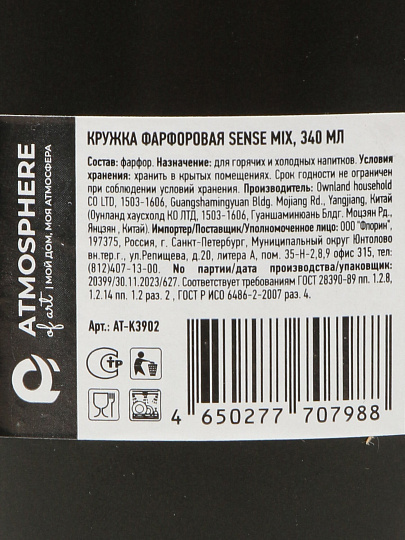 КРУЖКА ФАРФОРОВАЯ SENSE MIX, 340 МЛ
Состав: фарфор. Назначение: для горячих и холодных напитков. Условия
хранения: хранить в крытых помещениях. Срок годности не ограничен
при соблюдении условий хранения. Производитель: Ownland household
CO LTD, 1503-1606, Guangshamingyuan Bldg. Mojiang Rd., Yangjiang, Китай
(Оунланд хаусхолд КО ЛТД, 1503-1606, Гуаншаминюань Блдг. Моцзян Рд.,
Янцзян, Китай). Импортер/Поставщик/Уполномоченное лицо: ООО "Флорин",
197375, Россия, г. Санкт-Петербург, Муниципальный округ Юнтолово
вн.тер.г., ул.Репищева, д.20, литера А, пом. 35-Н-2,8,9 офис 315, тел:
(812)407-13-00. No партии/дата производства/упаковщик:
20399/30.11.2023/627. Соответствует требованиям ГОСТ 28390-89 пп. 1.2.8,
1.2.14 пп. 1.2 раз. 2 , ГОСТ Р ИСО 6486-2-2007 раз. 4.
Арт.: AT-K3902
4 650277 707988
ATMOSPHERE
of art
МОЙ ДОМ, МОЯ АТМОСФЕРА